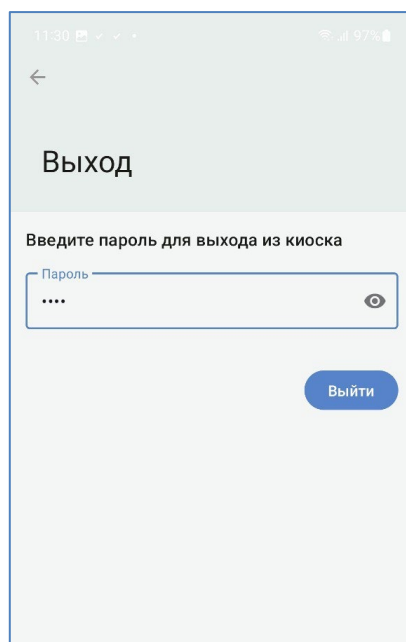 11:30
97%
Выход
Введите пароль для выхода из киоска
Пароль
••••
Выйти